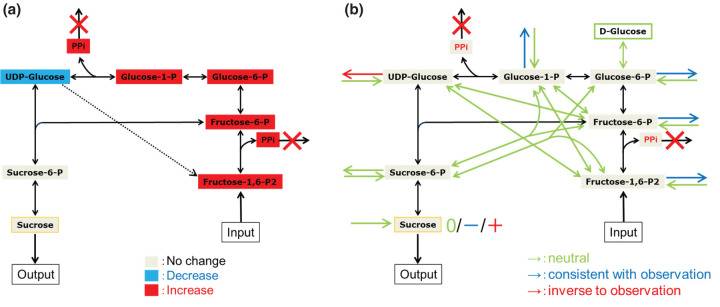 (a)
PPi
UDP-Glucose
Glucose-1-P
Glucose-6-P
Fructose-6-P
PPi
Sucrose-6-P
Fructose-1,6-P2
Sucrose
Input
Output
: No change
: Decrease
: Increase
(b)
D-Glucose
PPi
UDP-Glucose
Glucose-1-P
Glucose-6-P
Fructose-6-P
PPi
Sucrose-6-P
Fructose-1,6-P2
Sucrose 0/−/+
Input
Output
→: neutral
→: consistent with observation
→: inverse to observation